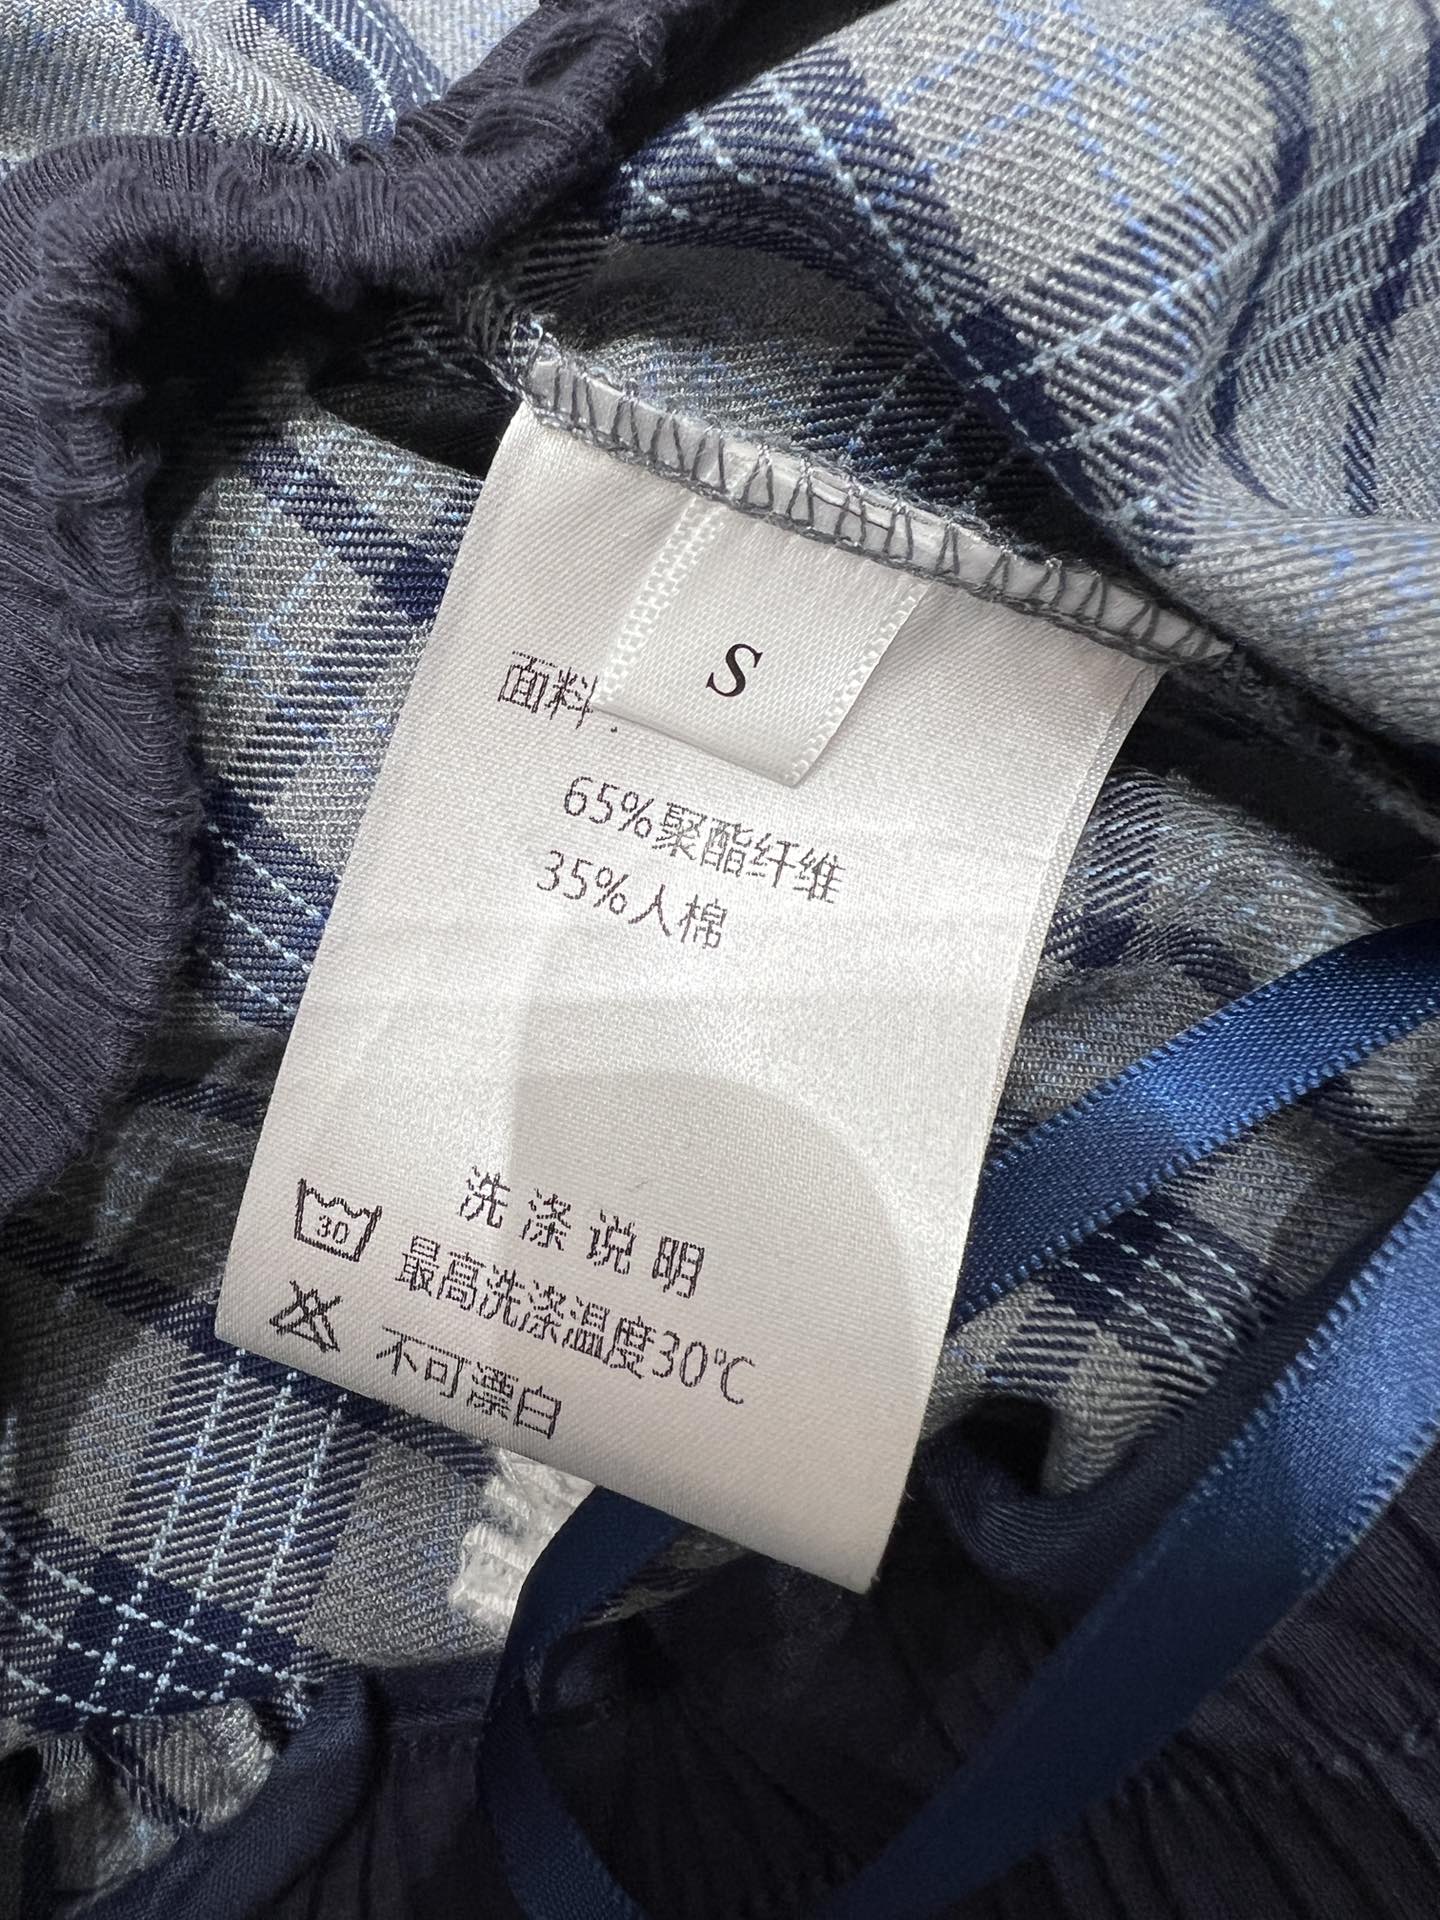 S
面料：
65%聚酯纤维
35%人棉
洗涤说明
30
最高洗涤温度30℃
不可漂白